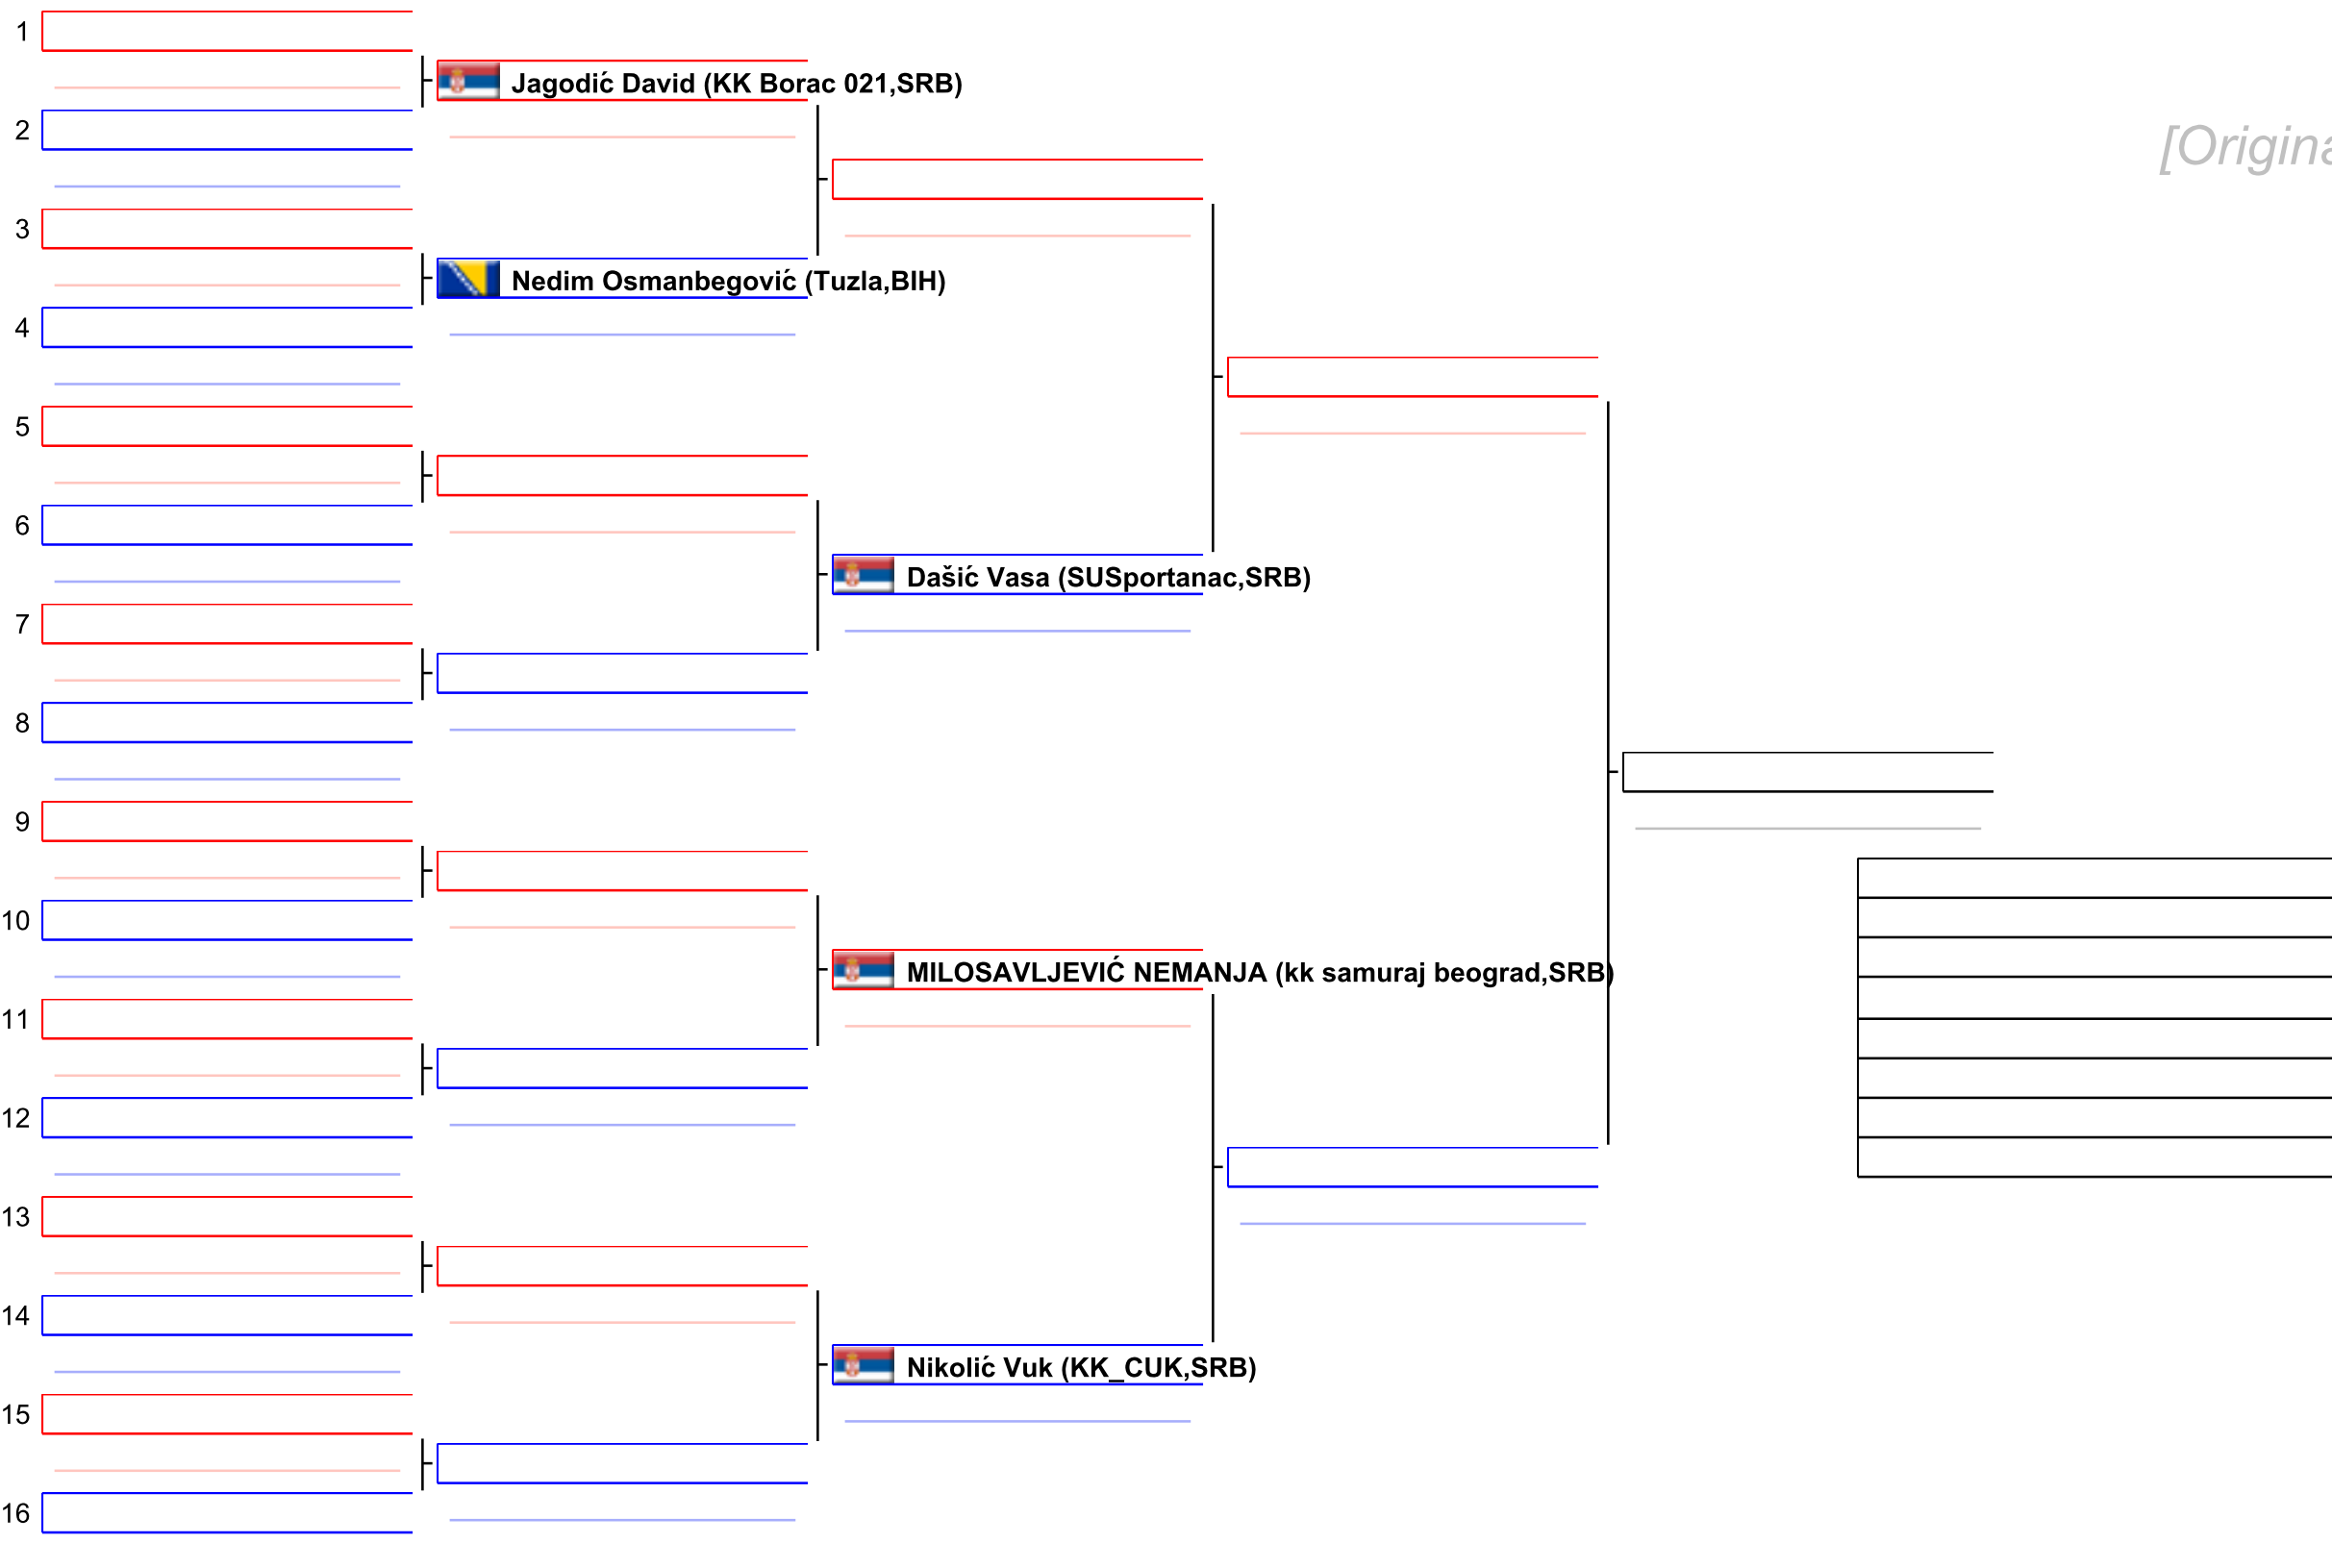 1
Jagodić David (KK Borac 021,SRB)
2
[Origina
3
Nedim Osmanbegović (Tuzla,BIH)
4
5
6
Dašić Vasa (SUSportanac,SRB)
7
8
9
10
MILOSAVLJEVIĆ NEMANJA (kk samuraj beograd,SRB)
11
12
13
14
Nikolić Vuk (KK_CUK,SRB)
15
16